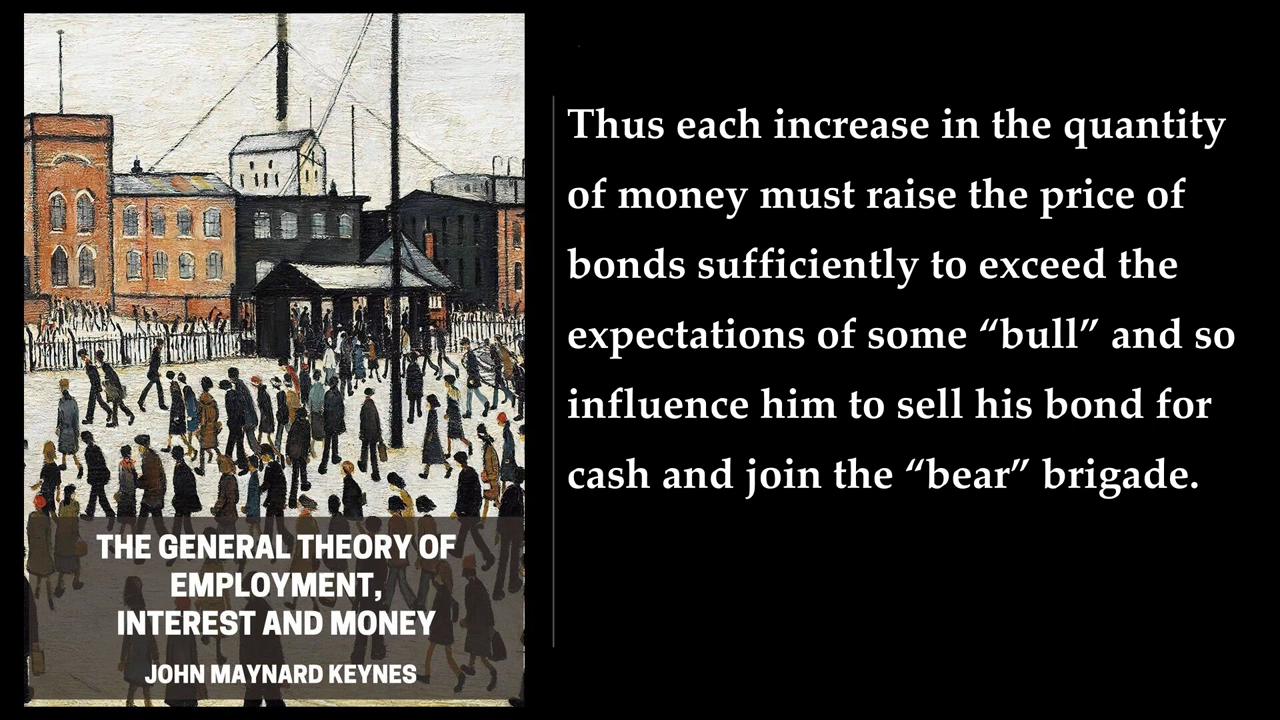 THE GENERAL THEORY OF
EMPLOYMENT,
INTEREST AND MONEY
JOHN MAYNARD KEYNES
Thus each increase in the quantity
of money must raise the price of
bonds sufficiently to exceed the
expectations of some “bull” and so
influence him to sell his bond for
cash and join the “bear” brigade.